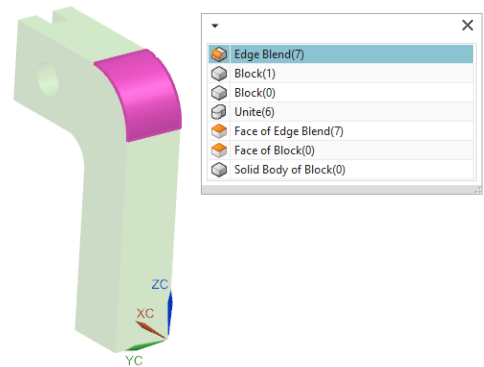 Edge Blend(7)
Block(1)
Block(0)
Unite(6)
Face of Edge Blend(7)
Face of Block(0)
Solid Body of Block(0)
ZC
XC
YC